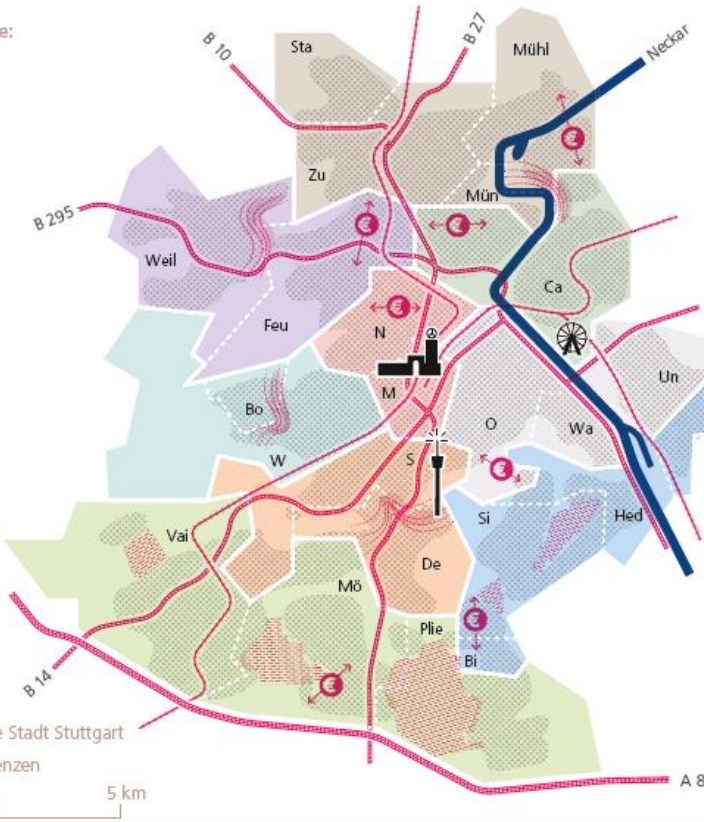 e:
B 10
B 27
Sta
Mühl
Neckar
Zu
Mün
B 295
Weil
Ca
Feu
N
Un
M
Bo
O
Wa
W
S
Si
Hed
Vai
De
Mö
Plie
Bi
B 14
e Stadt Stuttgart
enzen
5 km
A 8